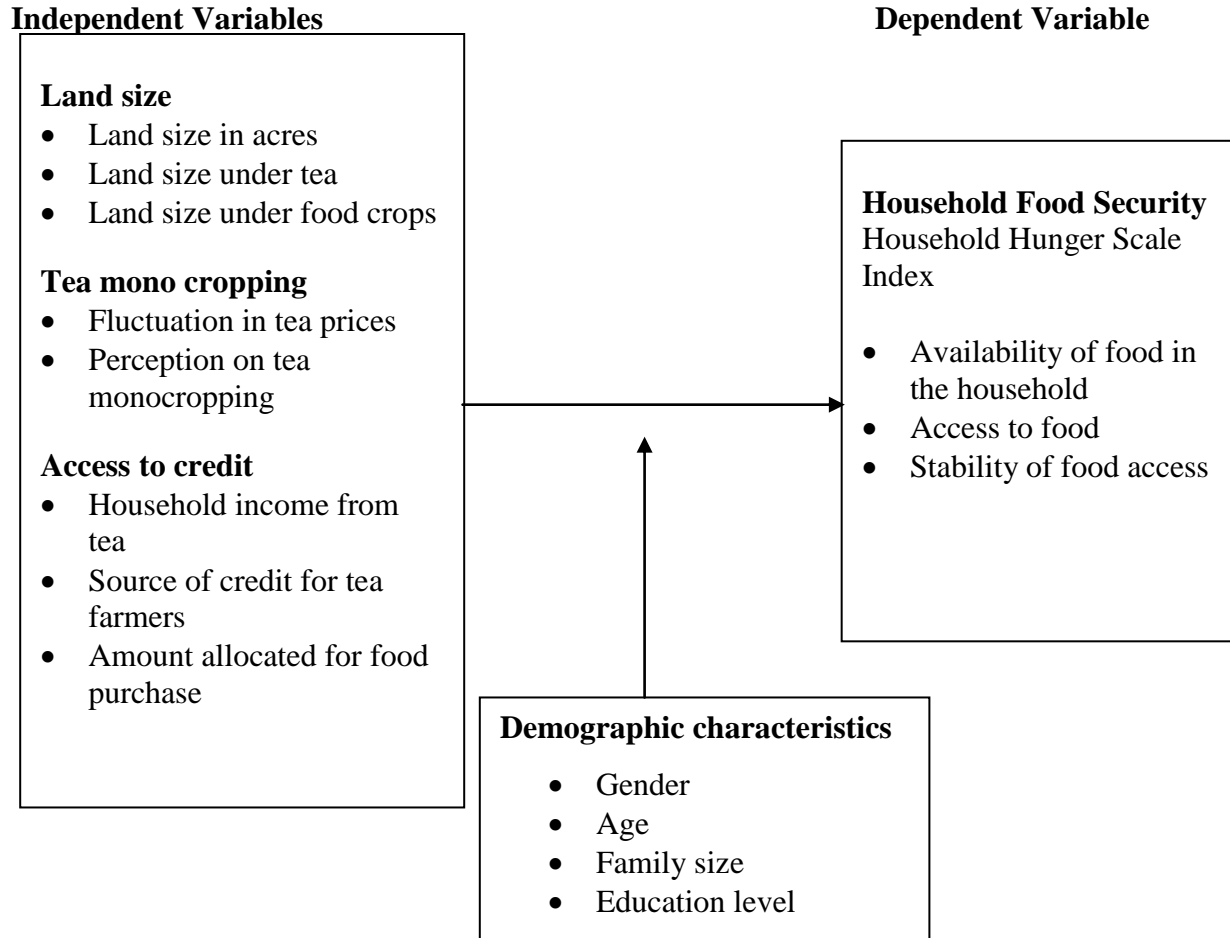 Independent Variables
Dependent Variable
Land size
• Land size in acres
• Land size under tea
• Land size under food crops
Tea mono cropping
• Fluctuation in tea prices
• Perception on tea
monocropping
Access to credit
• Household income from
tea
• Source of credit for tea
farmers
• Amount allocated for food
purchase
Household Food Security
Household Hunger Scale
Index
• Availability of food in
the household
• Access to food
• Stability of food access
Demographic characteristics
• Gender
• Age
• Family size
• Education level